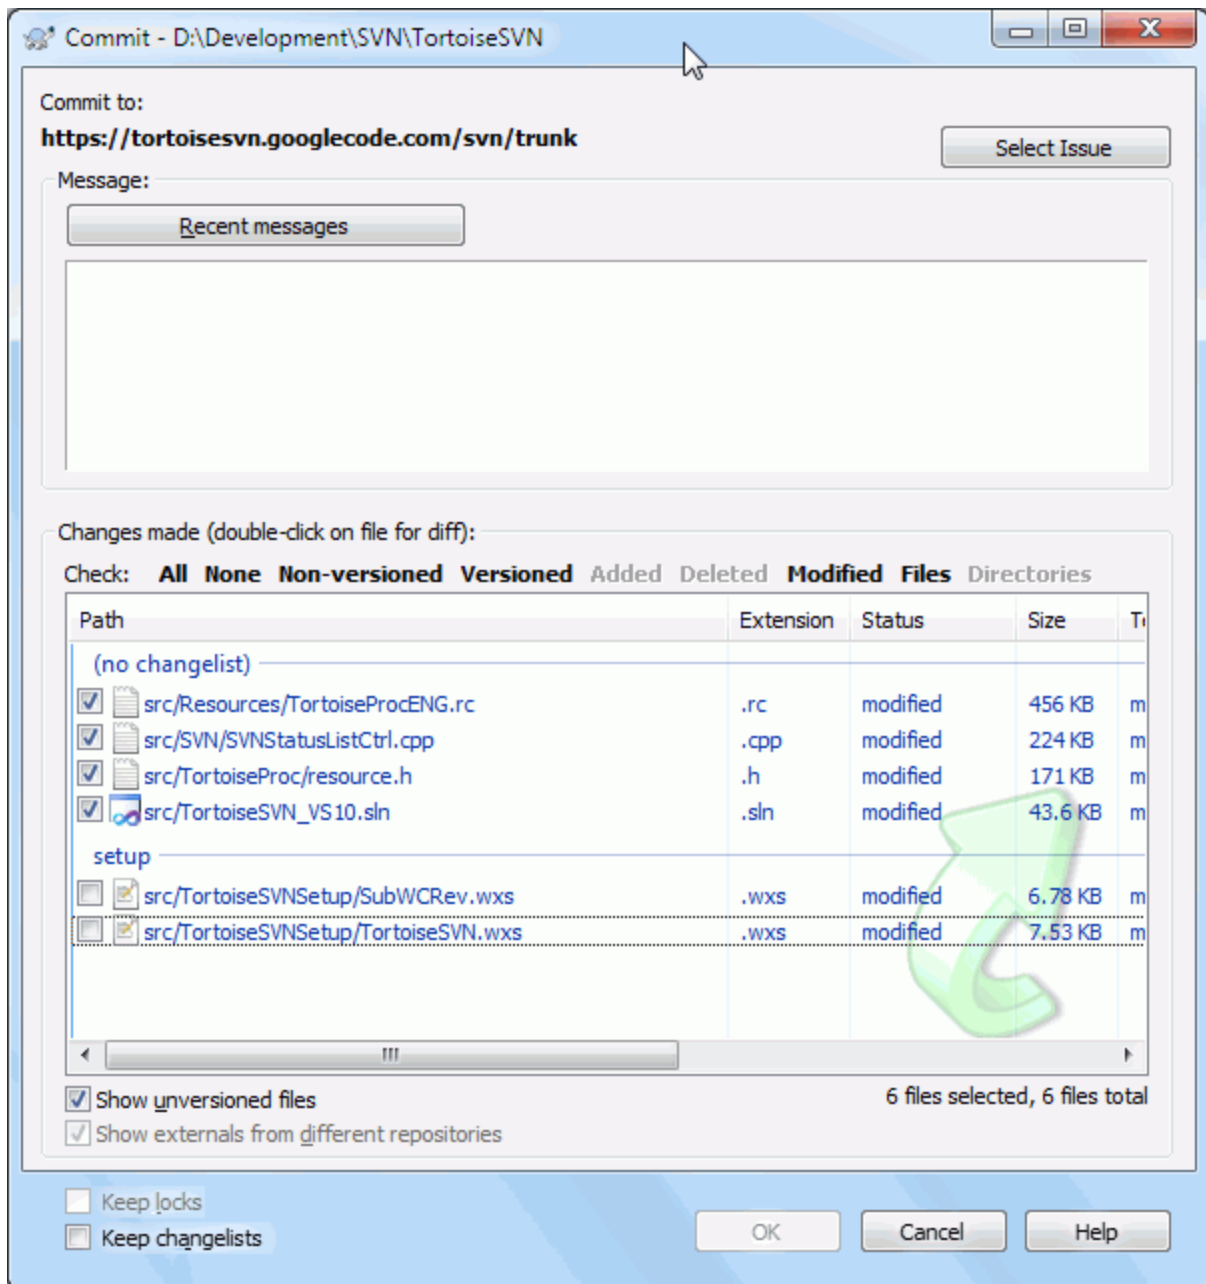 Commit - D:\Development\SVN\TortoiseSVN
Commit to:
https://tortoisesvn.googlecode.com/svn/trunk
Select Issue
Message:
Recent messages
Changes made (double-click on file for diff):
Check: All None Non-versioned Versioned Added Deleted Modified Files Directories
Path Extension Status Size
(no changelist)
src/Resources/TortoiseProcENG.rc .rc modified 456 KB m
src/SVN/SVNStatusListCtrl.cpp .cpp modified 224 KB m
src/TortoiseProc/resource.h .h modified 171 KB m
src/TortoiseSVN_VS10.sln .sln modified 43.6 KB m
setup
src/TortoiseSVNSetup/SubWCRev.wxs .wxs modified 6.78 KB m
src/TortoiseSVNSetup/TortoiseSVN.wxs .wxs modified 7.53 KB m
Show unversioned files
6 files selected, 6 files total
Show externals from different repositories
Keep locks
Keep changelists
OK Cancel Help